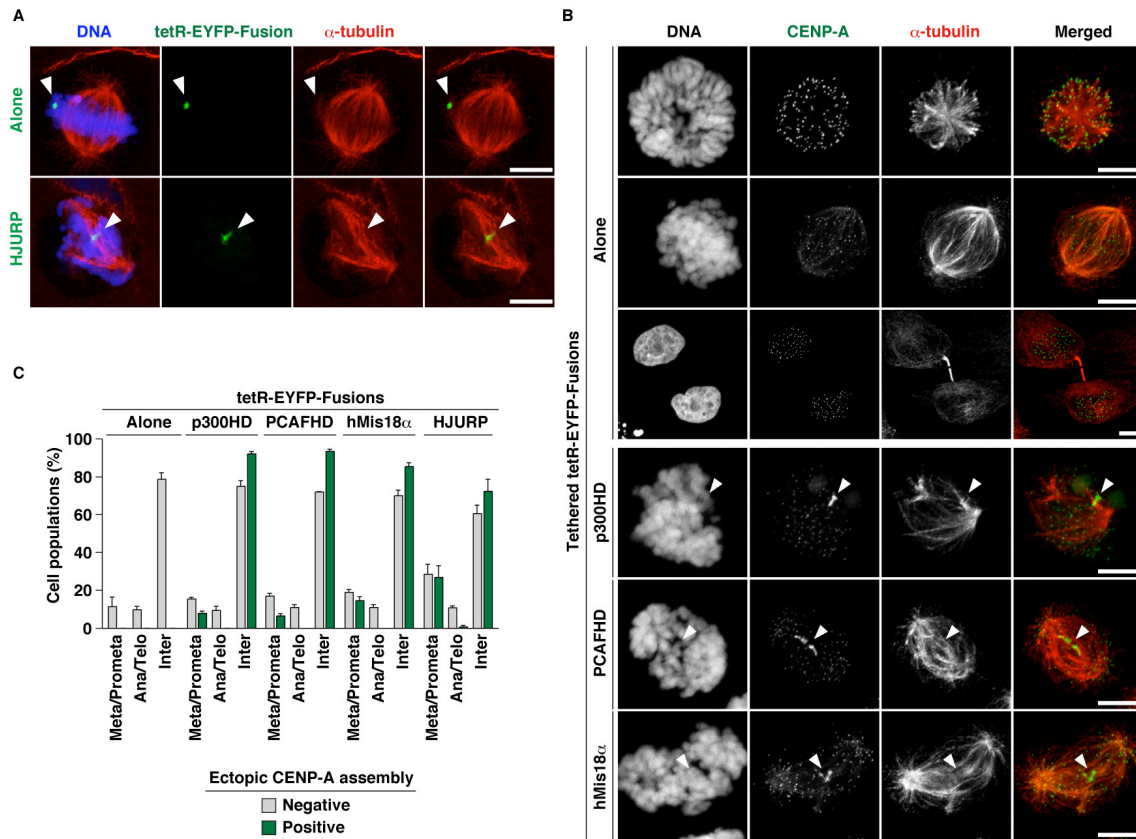 A
DNA tetR-EYFP-Fusion α-tubulin
Alone
HJURP
B
DNA CENP-A α-tubulin Merged
Tethered tetR-EYFP-Fusions
Alone
p300HD
PCAFHD
hMis18α
C
tetR-EYFP-Fusions
Alone p300HD PCAFHD hMis18α HJURP
Cell populations (%)
100
80
60
40
20
0
Meta/Prometa Ana/Telo Inter Meta/Prometa Ana/Telo Inter Meta/Prometa Ana/Telo Inter Meta/Prometa Ana/Telo Inter Meta/Prometa Ana/Telo Inter
Ectopic CENP-A assembly
Negative
Positive